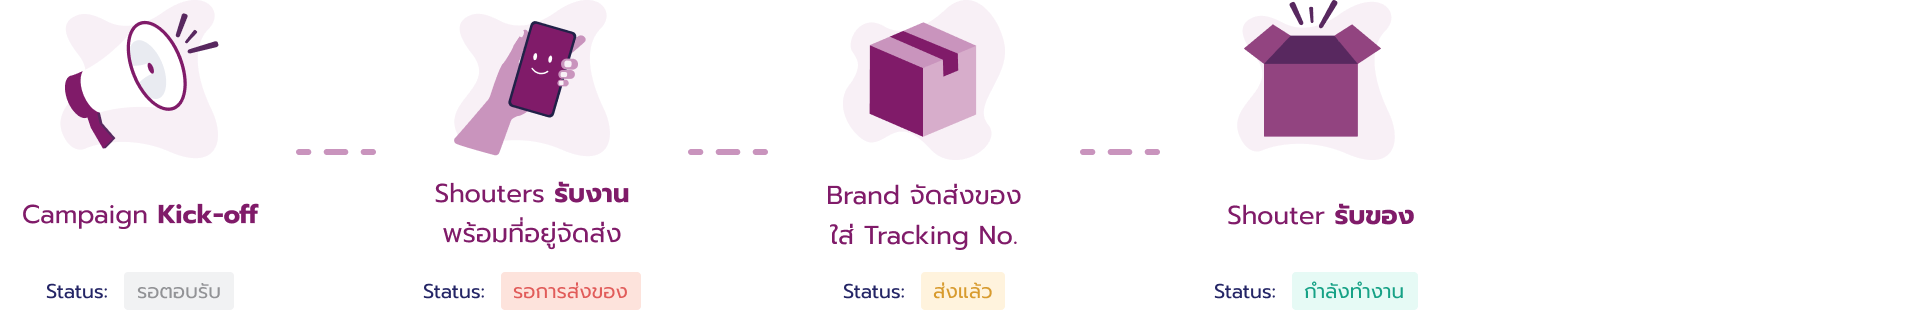 Campaign Kick-off
Status: รอตอบรับ
Shouters รับงาน
พร้อมที่อยู่จัดส่ง
Status: รอการส่งของ
Brand จัดส่งของ
ใส่ Tracking No.
Status: ส่งแล้ว
Shouter รับของ
Status: กำลังทำงาน